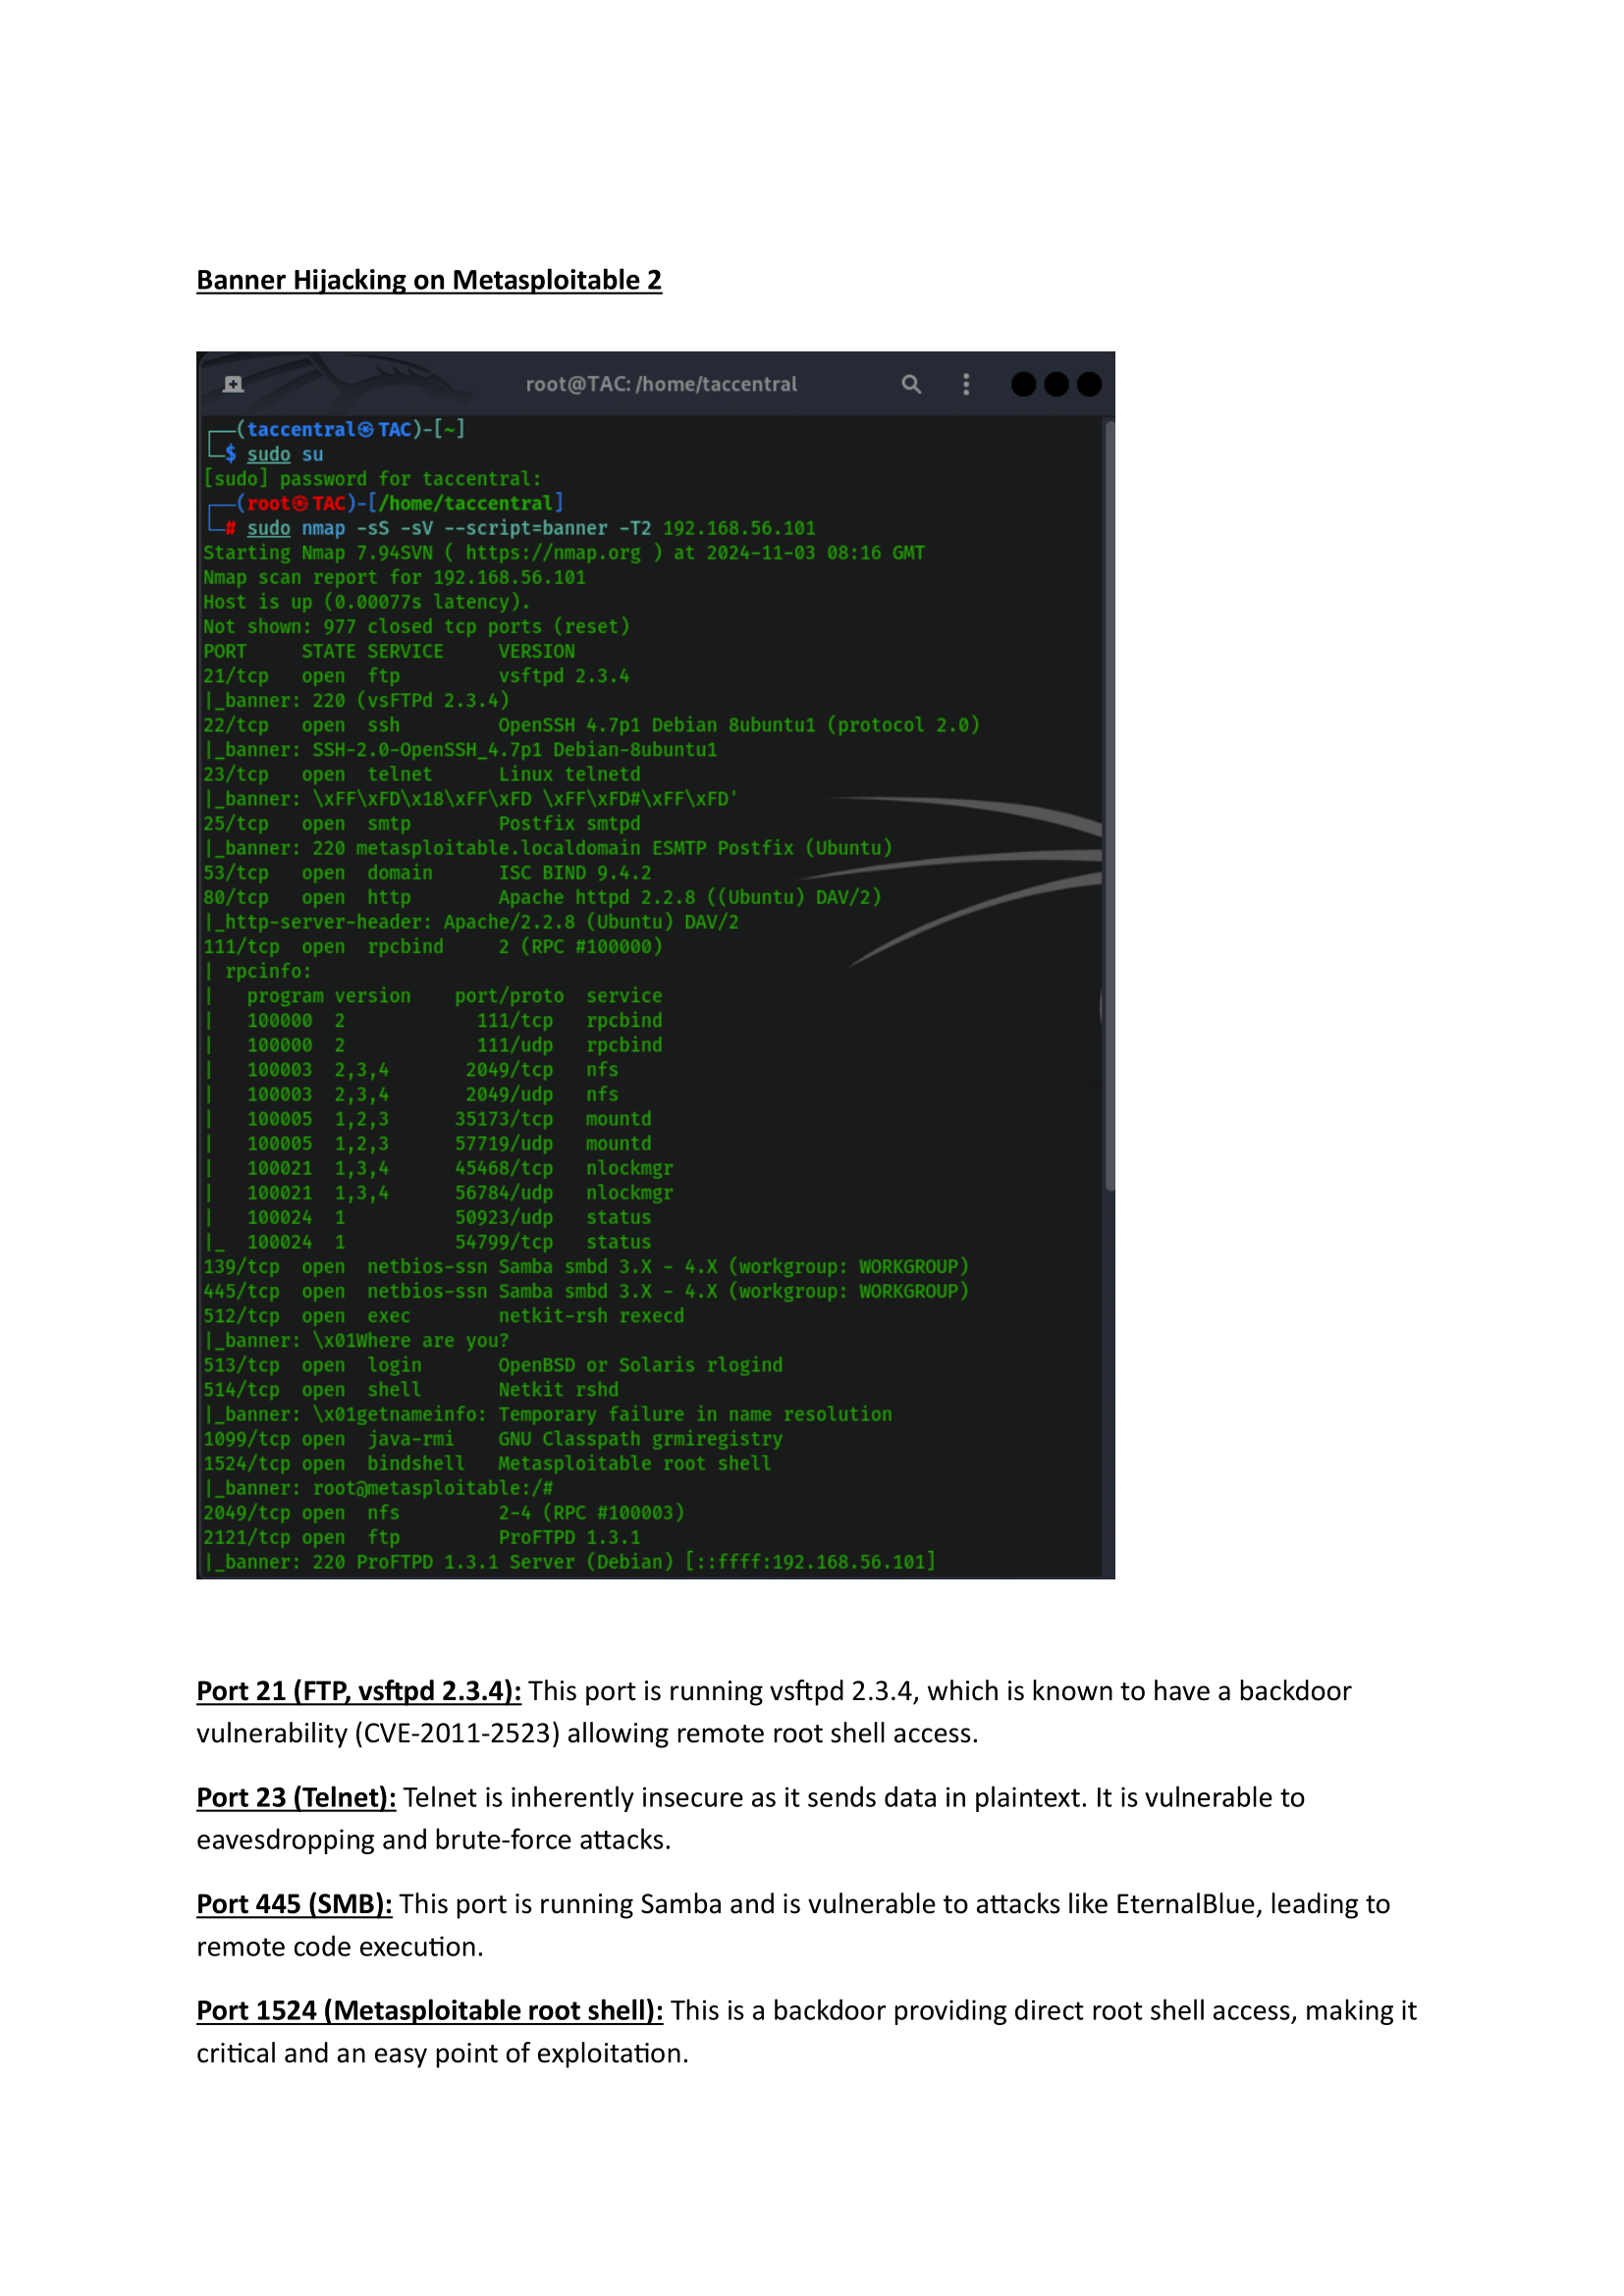 Banner Hijacking on Metasploitable 2
root@TAC: /home/taccentral
(taccentral㉿TAC)-[~]
$ sudo su
[sudo] password for taccentral:
(root㉿TAC)-[/home/taccentral]
# sudo nmap -sS -sV --script=banner -T2 192.168.56.101
Starting Nmap 7.94SVN ( https://nmap.org ) at 2024-11-03 08:16 GMT
Nmap scan report for 192.168.56.101
Host is up (0.00077s latency).
Not shown: 977 closed tcp ports (reset)
PORT     STATE SERVICE     VERSION
21/tcp   open  ftp         vsftpd 2.3.4
|_banner: 220 (vsFTPd 2.3.4)
22/tcp   open  ssh         OpenSSH 4.7p1 Debian 8ubuntu1 (protocol 2.0)
|_banner: SSH-2.0-OpenSSH_4.7p1 Debian-8ubuntu1
23/tcp   open  telnet      Linux telnetd
|_banner: \xFF\xFD\x18\xFF\xFD \xFF\xFD#\xFF\xFD'
25/tcp   open  smtp        Postfix smtpd
|_banner: 220 metasploitable.localdomain ESMTP Postfix (Ubuntu)
53/tcp   open  domain      ISC BIND 9.4.2
80/tcp   open  http        Apache httpd 2.2.8 ((Ubuntu) DAV/2)
|_http-server-header: Apache/2.2.8 (Ubuntu) DAV/2
111/tcp  open  rpcbind     2 (RPC #100000)
| rpcinfo:
|   program version    port/proto  service
|   100000  2            111/tcp   rpcbind
|   100000  2            111/udp   rpcbind
|   100003  2,3,4       2049/tcp   nfs
|   100003  2,3,4       2049/udp   nfs
|   100005  1,2,3      35173/tcp   mountd
|   100005  1,2,3      57719/udp   mountd
|   100021  1,3,4      45468/tcp   nlockmgr
|   100021  1,3,4      56784/udp   nlockmgr
|   100024  1          50923/udp   status
|_  100024  1          54799/tcp   status
139/tcp  open  netbios-ssn Samba smbd 3.X - 4.X (workgroup: WORKGROUP)
445/tcp  open  netbios-ssn Samba smbd 3.X - 4.X (workgroup: WORKGROUP)
512/tcp  open  exec        netkit-rsh rexecd
|_banner: \x01Where are you?
513/tcp  open  login       OpenBSD or Solaris rlogind
514/tcp  open  shell       Netkit rshd
|_banner: \x01getnameinfo: Temporary failure in name resolution
1099/tcp open  java-rmi    GNU Classpath grmiregistry
1524/tcp open  bindshell   Metasploitable root shell
|_banner: root@metasploitable:/#
2049/tcp open  nfs         2-4 (RPC #100003)
2121/tcp open  ftp         ProFTPD 1.3.1
|_banner: 220 ProFTPD 1.3.1 Server (Debian) [::ffff:192.168.56.101]
Port 21 (FTP, vsftpd 2.3.4): This port is running vsftpd 2.3.4, which is known to have a backdoor
vulnerability (CVE-2011-2523) allowing remote root shell access.
Port 23 (Telnet): Telnet is inherently insecure as it sends data in plaintext. It is vulnerable to
eavesdropping and brute-force attacks.
Port 445 (SMB): This port is running Samba and is vulnerable to attacks like EternalBlue, leading to
remote code execution.
Port 1524 (Metasploitable root shell): This is a backdoor providing direct root shell access, making it
critical and an easy point of exploitation.